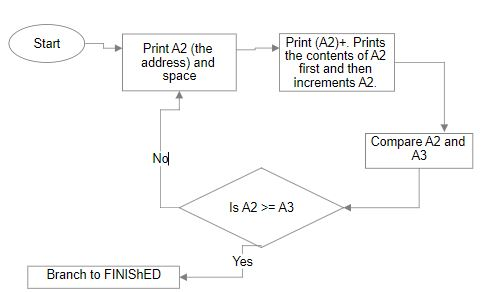 Start
Print A2 (the
address) and
space
Print (A2)+. Prints
the contents of A2
first and then
increments A2.
Compare A2 and
A3
Is A2 >= A3
No
Yes
Branch to FINIShED